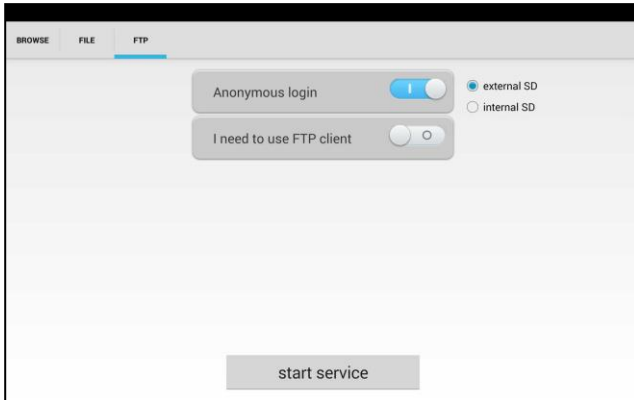 BROWSE FILE FTP
Anonymous login
external SD
internal SD
I need to use FTP client
start service